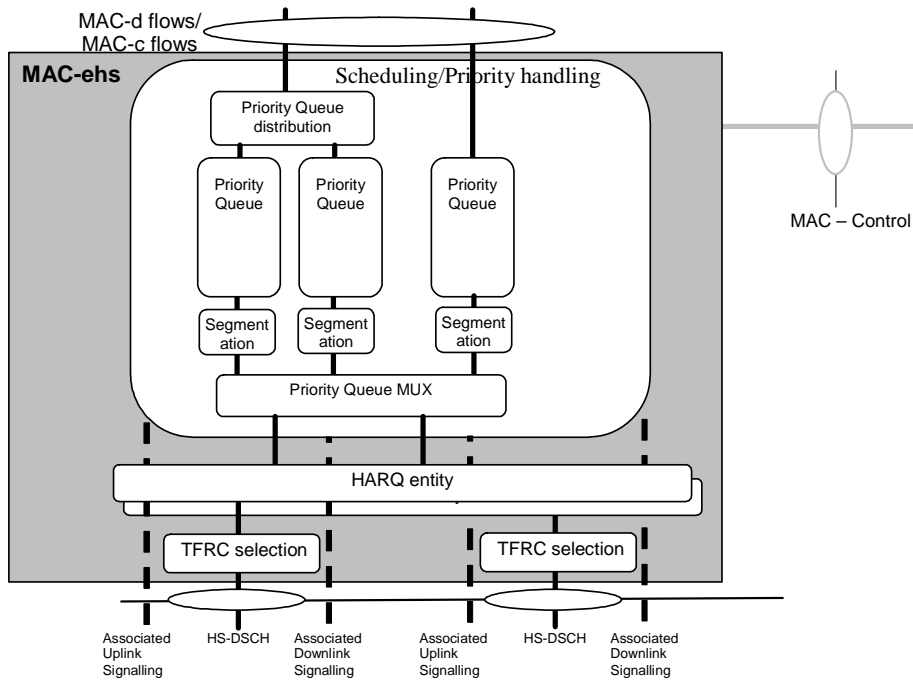 MAC-d flows/
MAC-c flows
MAC-ehs
Scheduling/Priority handling
Priority Queue
distribution
Priority
Queue
Priority
Queue
Priority
Queue
MAC – Control
Segment
ation
Segment
ation
Segment
ation
Priority Queue MUX
HARQ entity
TFRC selection
TFRC selection
Associated
Uplink
Signalling
HS-DSCH
Associated
Downlink
Signalling
Associated
Uplink
Signalling
HS-DSCH
Associated
Downlink
Signalling